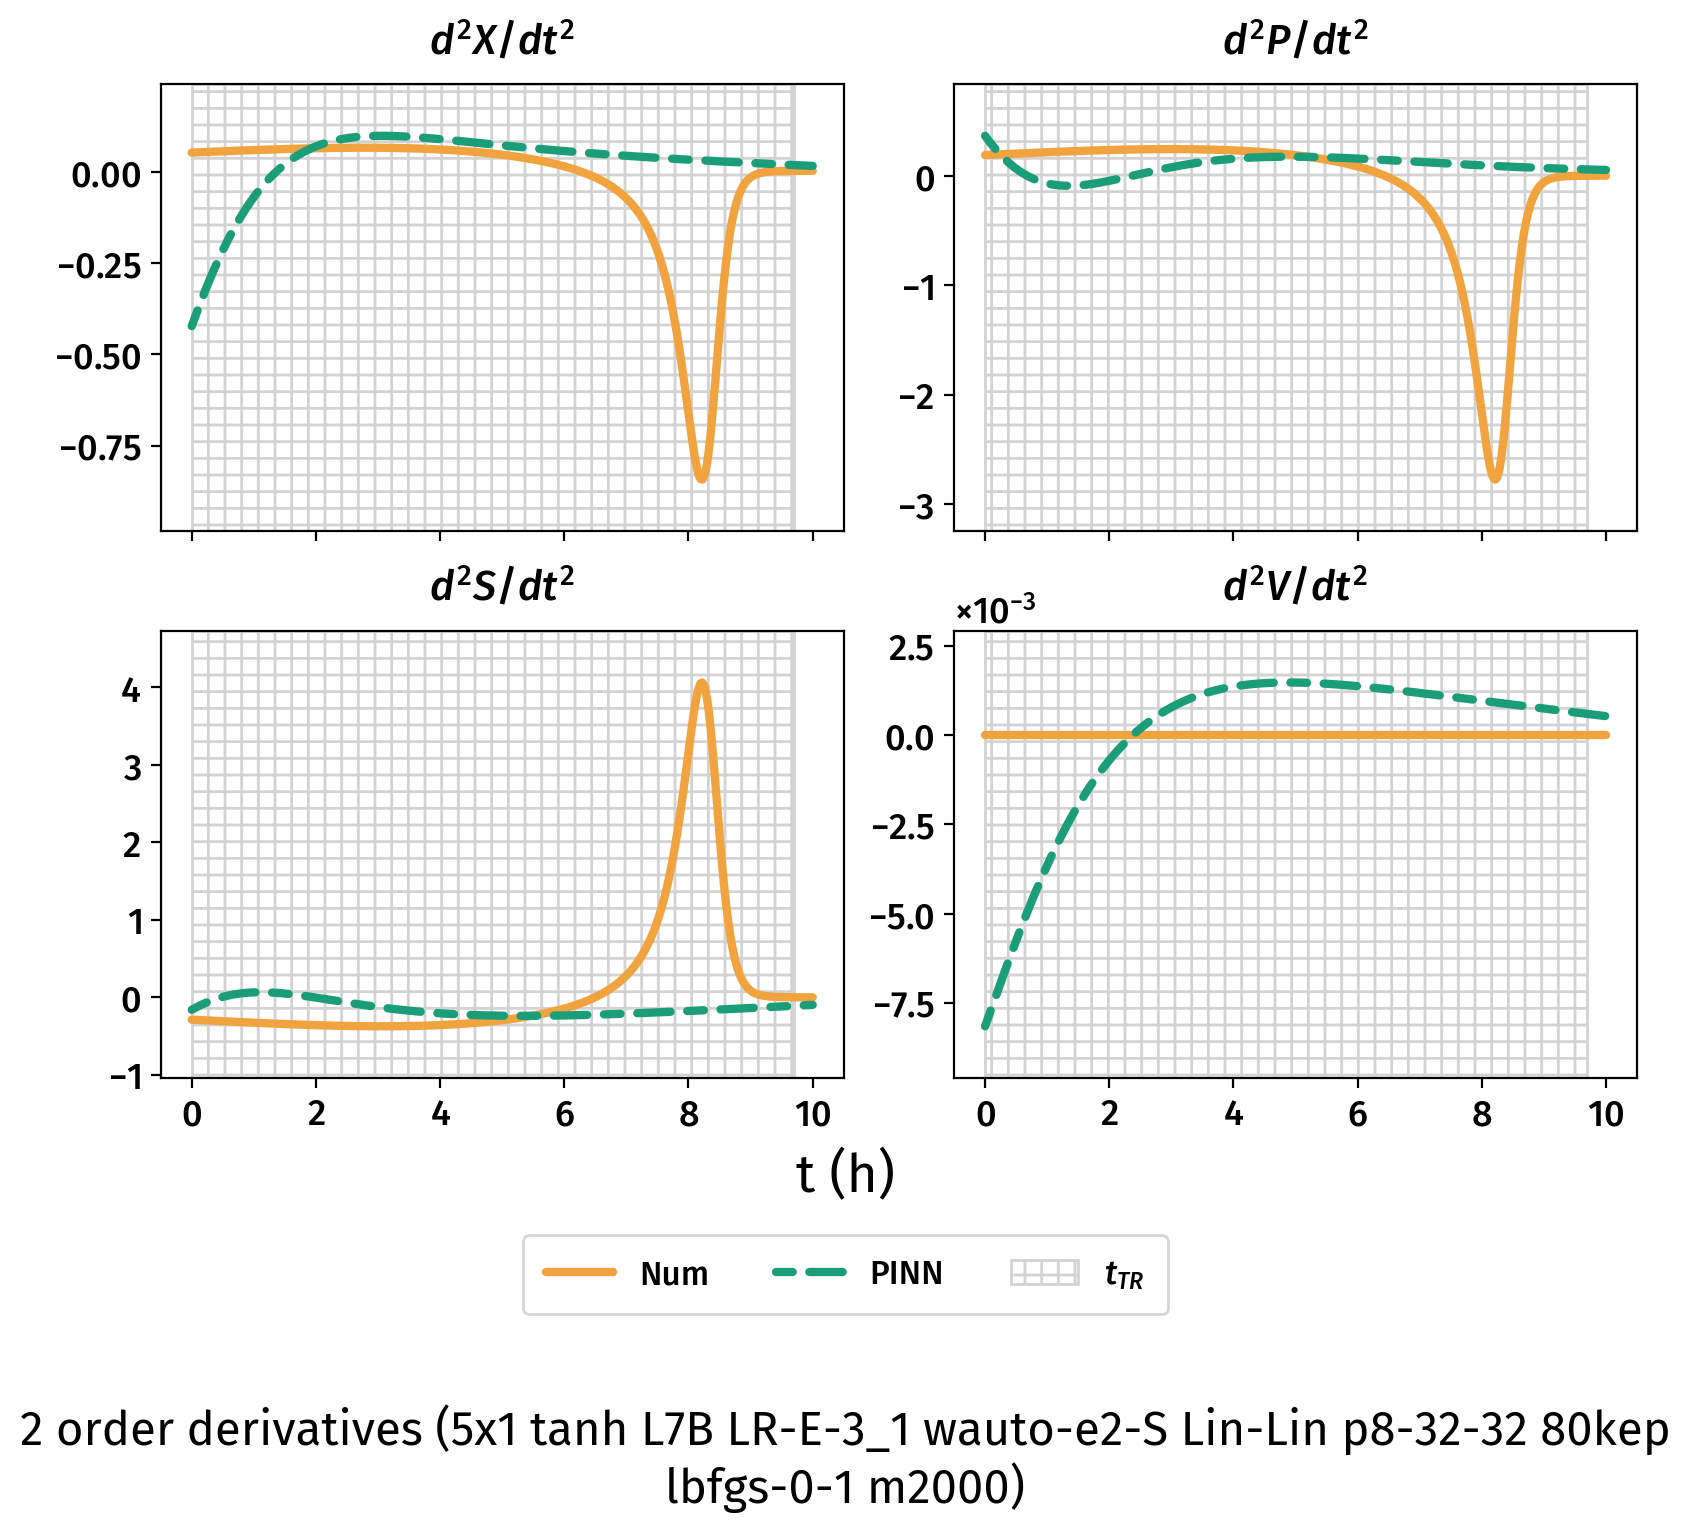 d²X/dt²
d²P/dt²
0.00
−0.25
−0.50
−0.75
0
−1
−2
−3
d²S/dt²
d²V/dt²
×10⁻³
4
3
2
1
0
−1
2.5
0.0
−2.5
−5.0
−7.5
0 2 4 6 8 10
0 2 4 6 8 10
t (h)
Num PINN t_TR
2 order derivatives (5x1 tanh L7B LR-E-3_1 wauto-e2-S Lin-Lin p8-32-32 80kep
lbfgs-0-1 m2000)